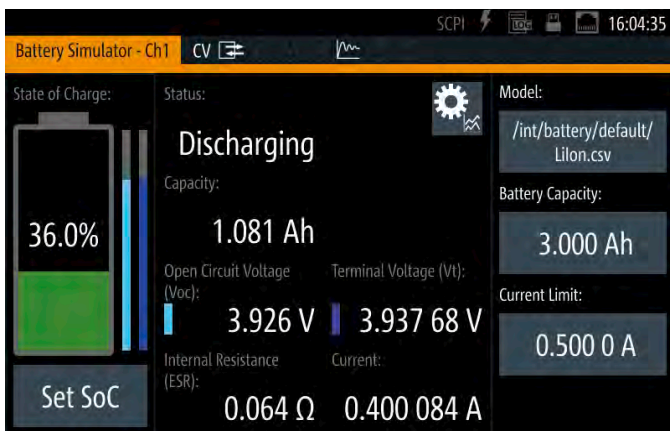 SCPI LOG 16:04:35
Battery Simulator - Ch1 CV
State of Charge:
36.0%
Set SoC
Status:
Discharging
Capacity:
1.081 Ah
Open Circuit Voltage
(Voc):
3.926 V
Terminal Voltage (Vt):
3.937 68 V
Internal Resistance
(ESR):
0.064 Ω
Current:
0.400 084 A
Model:
/int/battery/default/
LiIon.csv
Battery Capacity:
3.000 Ah
Current Limit:
0.500 0 A